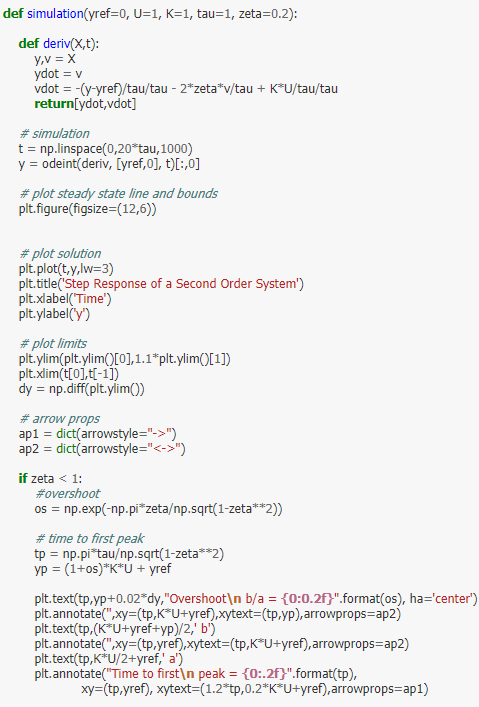 def simulation(yref=0, U=1, K=1, tau=1, zeta=0.2):
def deriv(X,t):
y,v = X
ydot = v
vdot = -(y-yref)/tau/tau - 2*zeta*v/tau + K*U/tau/tau
return[ydot,vdot]
# simulation
t = np.linspace(0,20*tau,1000)
y = odeint(deriv, [yref,0], t)[:,0]
# plot steady state line and bounds
plt.figure(figsize=(12,6))
# plot solution
plt.plot(t,y,lw=3)
plt.title('Step Response of a Second Order System')
plt.xlabel('Time')
plt.ylabel('y')
# plot limits
plt.ylim(plt.ylim()[0],1.1*plt.ylim()[1])
plt.xlim(t[0],t[-1])
dy = np.diff(plt.ylim())
# arrow props
ap1 = dict(arrowstyle="->")
ap2 = dict(arrowstyle="<->")
if zeta < 1:
#overshoot
os = np.exp(-np.pi*zeta/np.sqrt(1-zeta**2))
# time to first peak
tp = np.pi*tau/np.sqrt(1-zeta**2)
yp = (1+os)*K*U + yref
plt.text(tp,yp+0.02*dy,"Overshoot\n b/a = {0:0.2f}".format(os), ha='center')
plt.annotate('',xy=(tp,K*U+yref),xytext=(tp,yp),arrowprops=ap2)
plt.text(tp,(K*U+yref+yp)/2,' b')
plt.annotate('',xy=(tp,yref),xytext=(tp,K*U+yref),arrowprops=ap2)
plt.text(tp,K*U/2+yref,' a')
plt.annotate("Time to first\n peak = {0:.2f}".format(tp),
xy=(tp,yref), xytext=(1.2*tp,0.2*K*U+yref),arrowprops=ap1)